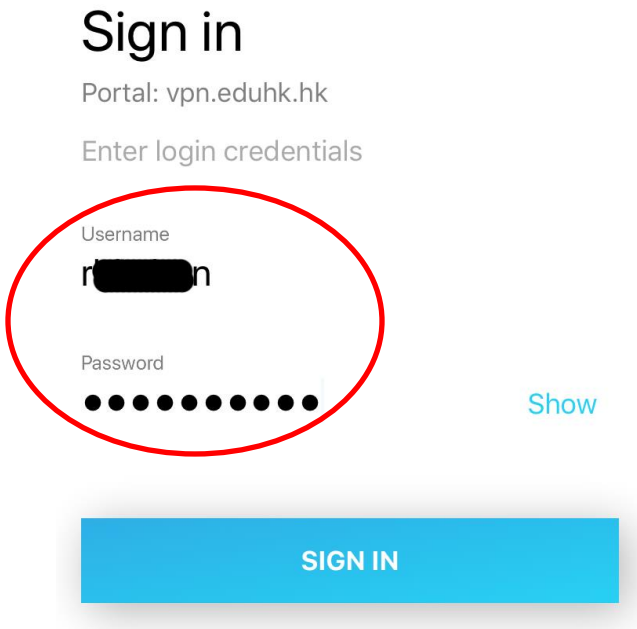 Sign in
Portal: vpn.eduhk.hk
Enter login credentials
Username
Password
Show
SIGN IN